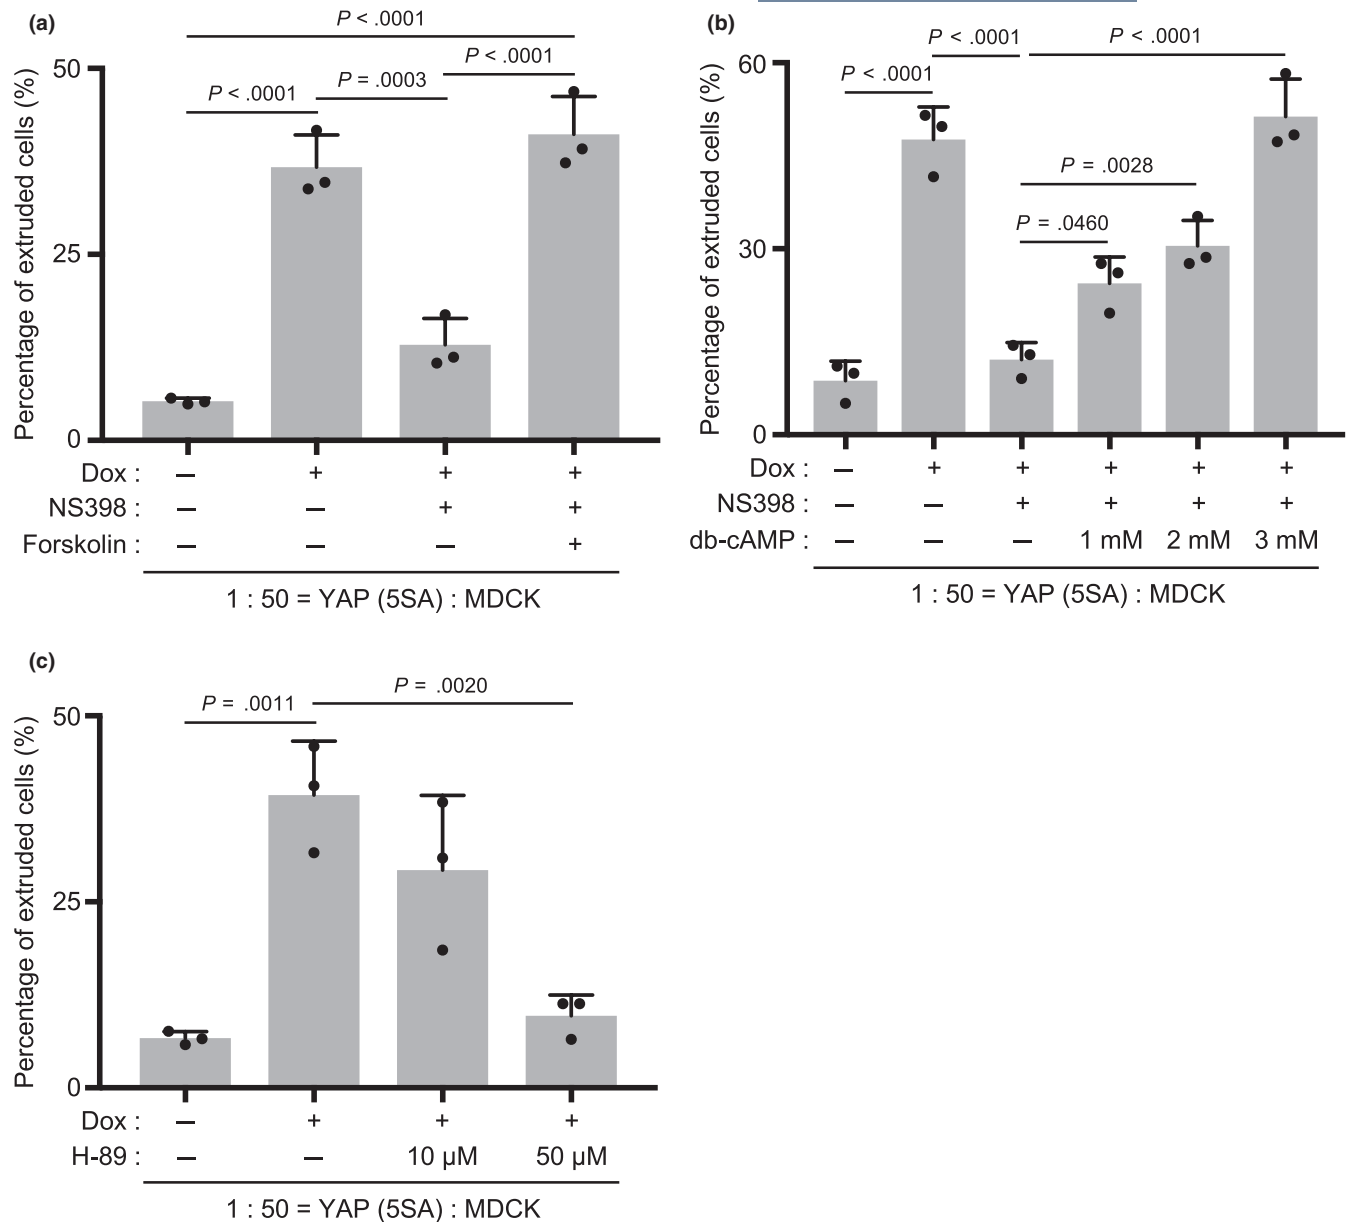 (a)
P < .0001
P < .0001
P < .0001
P = .0003
Percentage of extruded cells (%)
50
25
0
Dox : – + + +
NS398 : – – + +
Forskolin : – – – +
1 : 50 = YAP (5SA) : MDCK
(b)
P < .0001
P < .0001
P < .0001
P = .0028
P = .0460
Percentage of extruded cells (%)
60
30
0
Dox : – + + + + +
NS398 : – – + + + +
db-cAMP : – – – 1 mM 2 mM 3 mM
1 : 50 = YAP (5SA) : MDCK
(c)
P = .0020
P = .0011
Percentage of extruded cells (%)
50
25
0
Dox : – + + +
H-89 : – – 10 µM 50 µM
1 : 50 = YAP (5SA) : MDCK